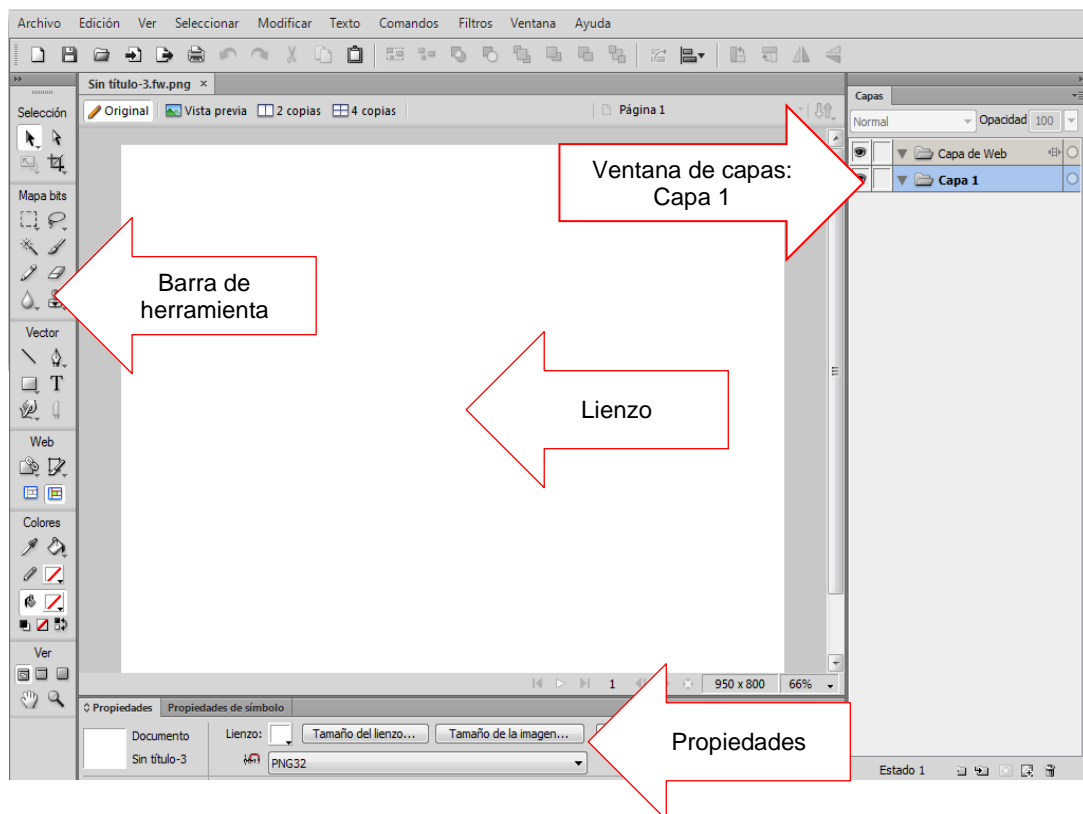 Archivo Edición Ver Seleccionar Modificar Texto Comandos Filtros Ventana Ayuda
Sin título-3.fw.png ×
Original Vista previa 2 copias 4 copias Página 1
Selección
Mapa bits
Vector
Web
Colores
Ver
Capas
Normal Opacidad 100
Capa de Web
Capa 1
Ventana de capas:
Capa 1
Barra de
herramienta
Lienzo
1 950 x 800 66%
Propiedades Propiedades de símbolo
Documento Lienzo: Tamaño del lienzo... Tamaño de la imagen...
Sin título-3 PNG32
Propiedades
Estado 1